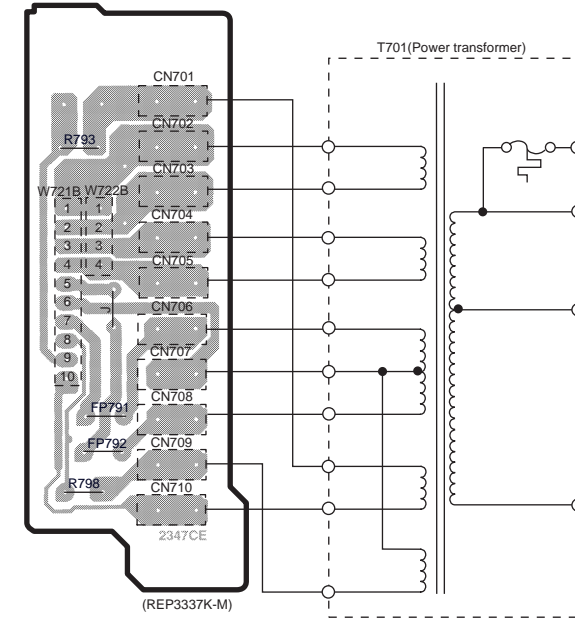 T701(Power transformer)
CN701
CN702
R793
CN703
W721B W722B
1 1
CN704
2 2
3 3
4 4
CN705
5
6
CN706
7
J
8
CN707
9
10
CN708
FP791
CN709
FP792
R798
CN710
2347CE
(REP3337K-M)